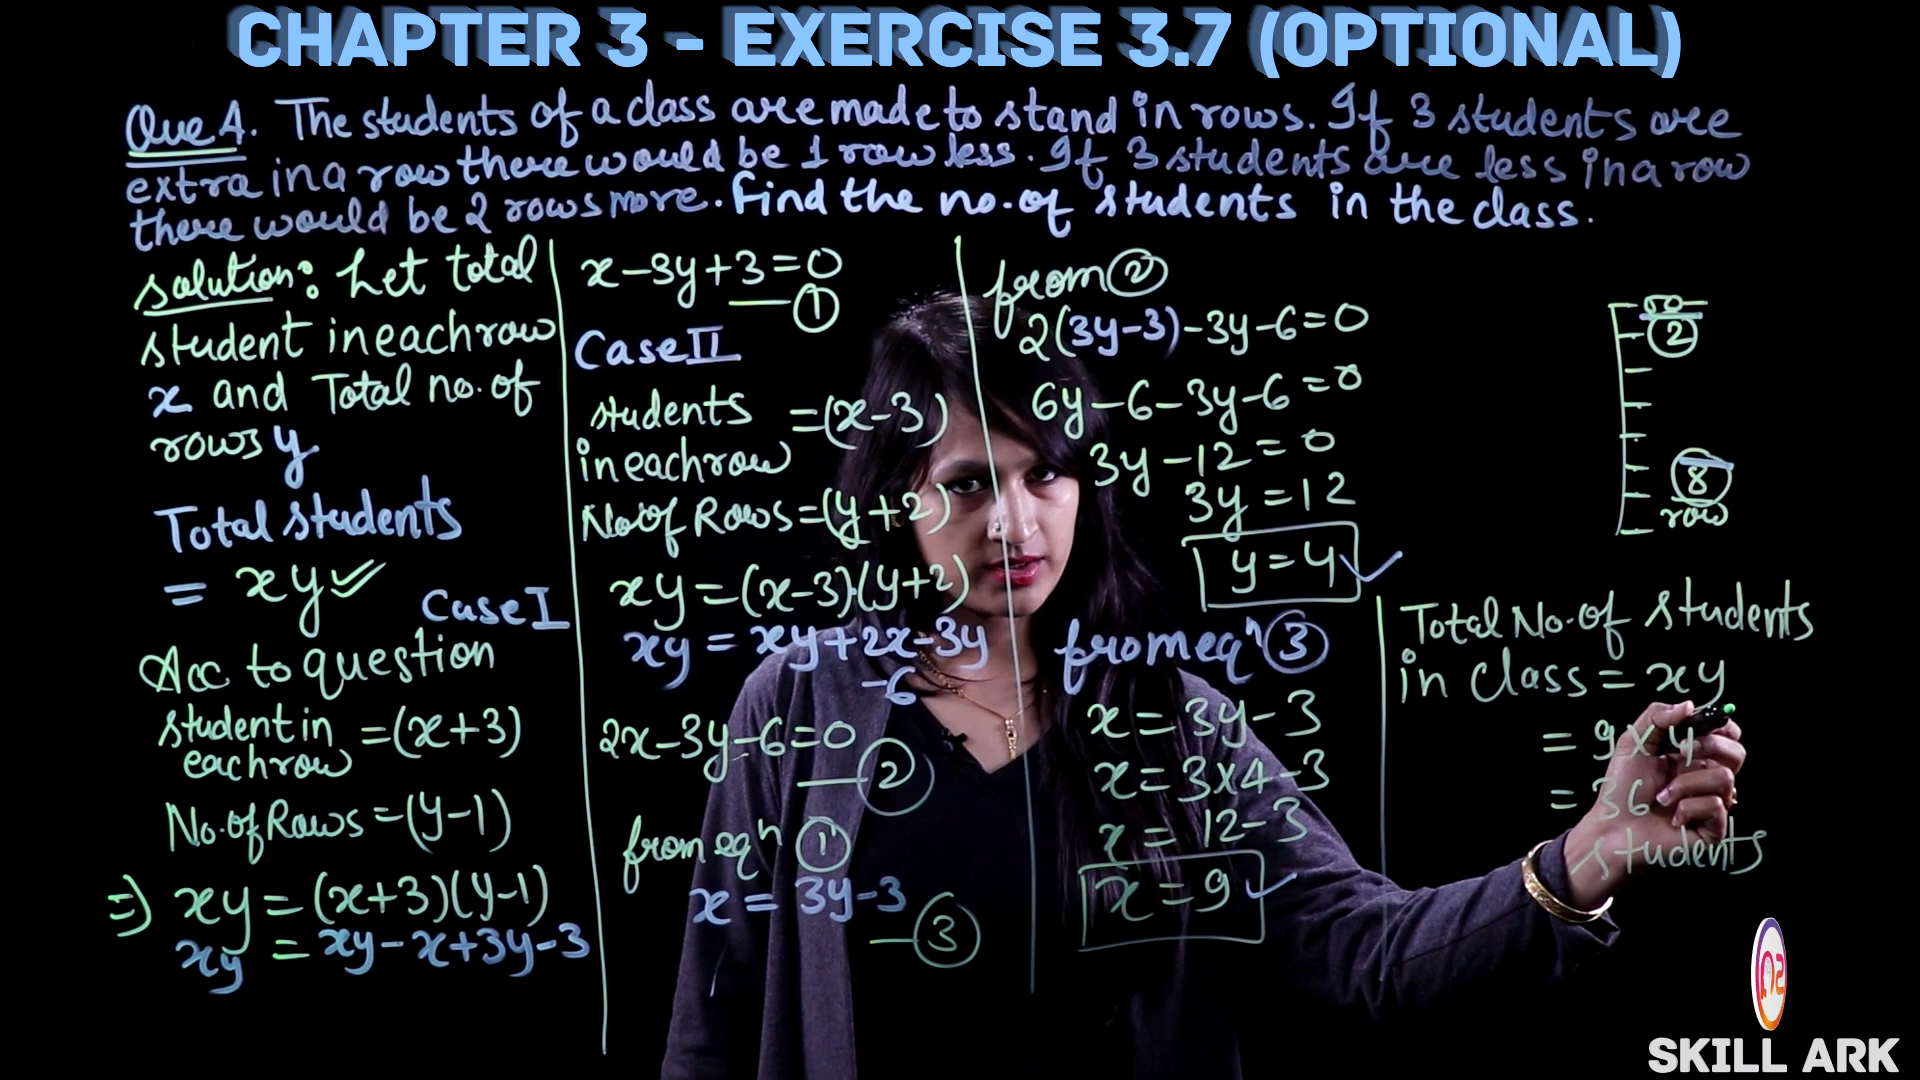 CHAPTER 3 - EXERCISE 3.7 (OPTIONAL)
Que 4. The students of a class are made to stand in rows. If 3 students are
extra in a row there would be 1 row less. If 3 students are less in a row
there would be 2 rows more. Find the no. of students in the class.
Solution: Let total
student in each row
x and Total no. of
rows y
Total students
= xy ✓
Case I
Acc to question
student in
each row = (x+3)
No. of Rows = (y-1)
=> xy = (x+3)(y-1)
xy = xy-x+3y-3
x-3y+3=0
— ①
Case II
students
in each row = (x-3)
No of Rows = (y+2)
xy = (x-3)·(y+2)
xy = xy+2x-3y
-6
2x-3y-6=0
— ②
from eqⁿ ①
x = 3y-3
— ③
from ②
2(3y-3)-3y-6=0
6y-6-3y-6=0
3y-12=0
3y=12
y=4 ✓
from eqⁿ ③
x=3y-3
x=3x4-3
x=12-3
x=9 ✓
50
②
8
row
Total No. of students
in class = xy
= 9x4
= 36
students
SKILL ARK